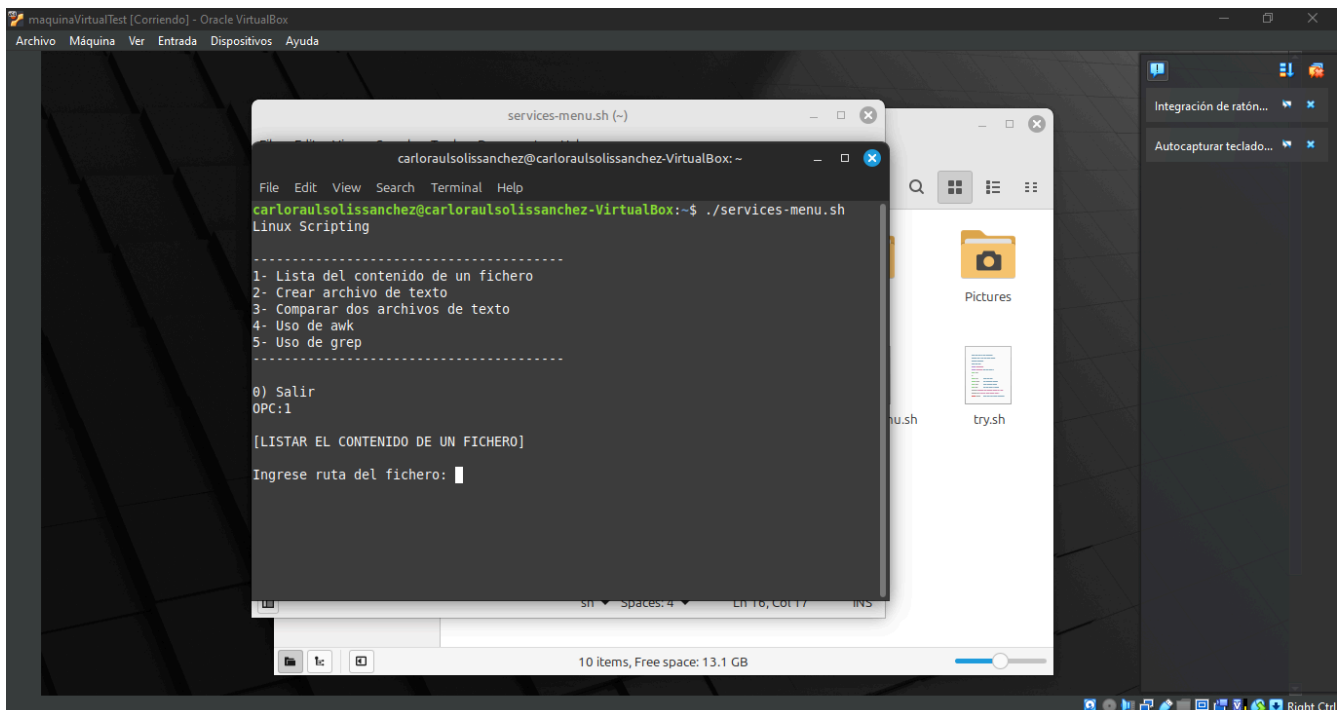 maquinaVirtualTest [Corriendo] - Oracle VirtualBox
Archivo Máquina Ver Entrada Dispositivos Ayuda
Integración de ratón...
Autocapturar teclado...
services-menu.sh (~)
carloraulsolissanchez@carloraulsolissanchez-VirtualBox: ~
File Edit View Search Terminal Help
carloraulsolissanchez@carloraulsolissanchez-VirtualBox:~$ ./services-menu.sh
Linux Scripting
----------------------------------------
1- Lista del contenido de un fichero
2- Crear archivo de texto
3- Comparar dos archivos de texto
4- Uso de awk
5- Uso de grep
----------------------------------------
0) Salir
OPC:1
[LISTAR EL CONTENIDO DE UN FICHERO]
Ingrese ruta del fichero:
Pictures
nu.sh
try.sh
sh Spaces: 4 Ln 16, Col 17 INS
10 items, Free space: 13.1 GB
Right Ctrl